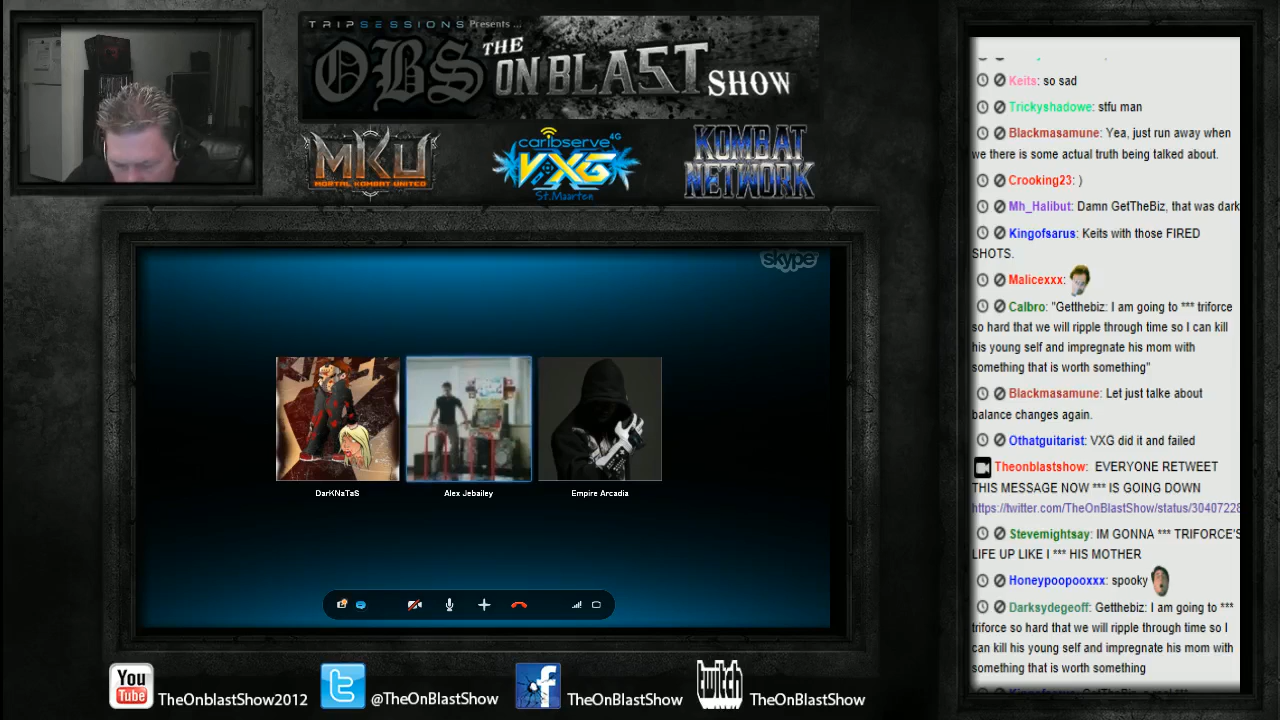 TRIPSESSIONS Presents ...
OBS THE ON BLAST SHOW
MKU
MORTAL KOMBAT UNITED
caribserve 4G
VXG
St.Maarten
KOMBAT
NETWORK
skype
DarKNaTaS
Alex Jebailey
Empire Arcadia
You
Tube
TheOnblastShow2012
@TheOnBlastShow
TheOnBlastShow
twitch
TheOnBlastShow
Keits: so sad
Trickyshadowe: stfu man
Blackmasamune: Yea, just run away when
we there is some actual truth being talked about.
Crooking23: )
Mh_Halibut: Damn GetTheBiz, that was dark
Kingofsarus: Keits with those FIRED
SHOTS.
Malicexxx:
Calbro: "Getthebiz: I am going to *** triforce
so hard that we will ripple through time so I can kill
his young self and impregnate his mom with
something that is worth something"
Blackmasamune: Let just talk about
balance changes again.
Othatguitarist: VXG did it and failed
Theonblastshow: EVERYONE RETWEET
THIS MESSAGE NOW *** IS GOING DOWN
https://twitter.com/TheOnBlastShow/status/30407228
Stevemightsay: IM GONNA *** TRIFORCE'S
LIFE UP LIKE I *** HIS MOTHER
Honeypoopooxxx: spooky
Darksydegeoff: Getthebiz: I am going to ***
triforce so hard that we will ripple through time so I
can kill his young self and impregnate his mom with
something that is worth something